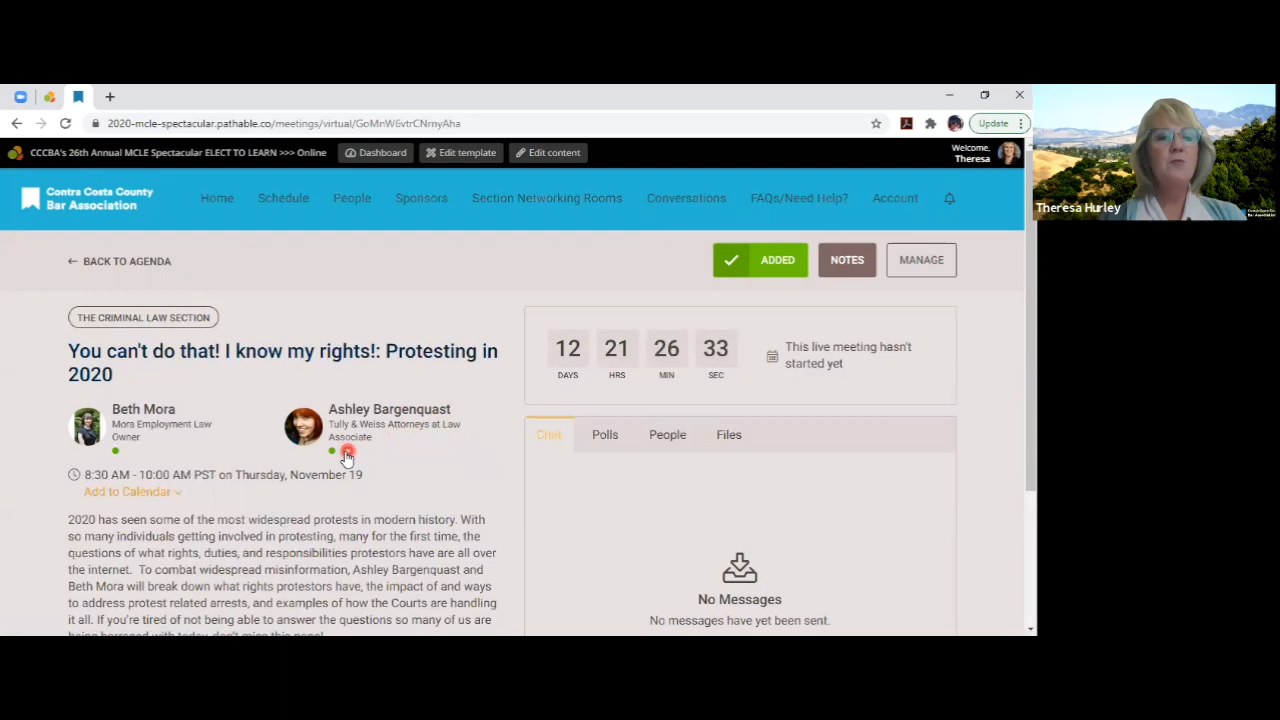 2020-mcle-spectacular.pathable.co/meetings/virtual/GoMnW6vtrCNrnyAha
Update
CCCBA's 26th Annual MCLE Spectacular ELECT TO LEARN >>> Online
Dashboard
Edit template
Edit content
Welcome,
Theresa
Contra Costa County
Bar Association
Home
Schedule
People
Sponsors
Section Networking Rooms
Conversations
FAQs/Need Help?
Account
Theresa Hurley
← BACK TO AGENDA
ADDED
NOTES
MANAGE
THE CRIMINAL LAW SECTION
You can't do that! I know my rights!: Protesting in
2020
Beth Mora
Mora Employment Law
Owner
Ashley Bargenquast
Tully & Weiss Attorneys at Law
Associate
8:30 AM - 10:00 AM PST on Thursday, November 19
Add to Calendar
2020 has seen some of the most widespread protests in modern history. With
so many individuals getting involved in protesting, many for the first time, the
questions of what rights, duties, and responsibilities protestors have are all over
the internet. To combat widespread misinformation, Ashley Bargenquast and
Beth Mora will break down what rights protestors have, the impact of and ways
to address protest related arrests, and examples of how the Courts are handling
it all. If you're tired of not being able to answer the questions so many of us are
12 21 26 33
DAYS HRS MIN SEC
This live meeting hasn't
started yet
Chat
Polls
People
Files
No Messages
No messages have yet been sent.